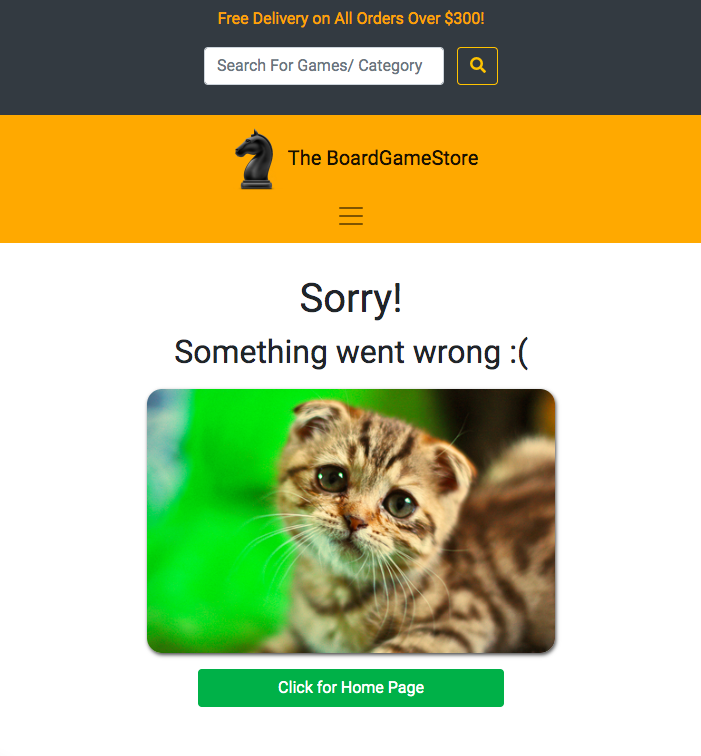 Free Delivery on All Orders Over $300!
Search For Games/ Category
The BoardGameStore
Sorry!
Something went wrong :(
Click for Home Page